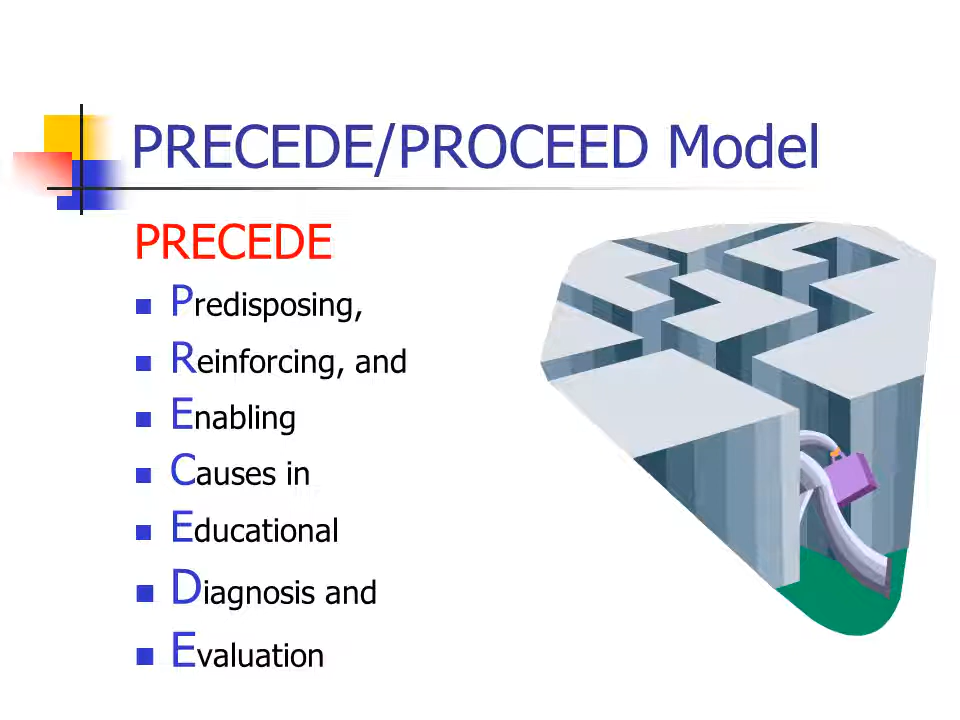 PRECEDE/PROCEED Model
PRECEDE
Predisposing,
Reinforcing, and
Enabling
Causes in
Educational
Diagnosis and
Evaluation